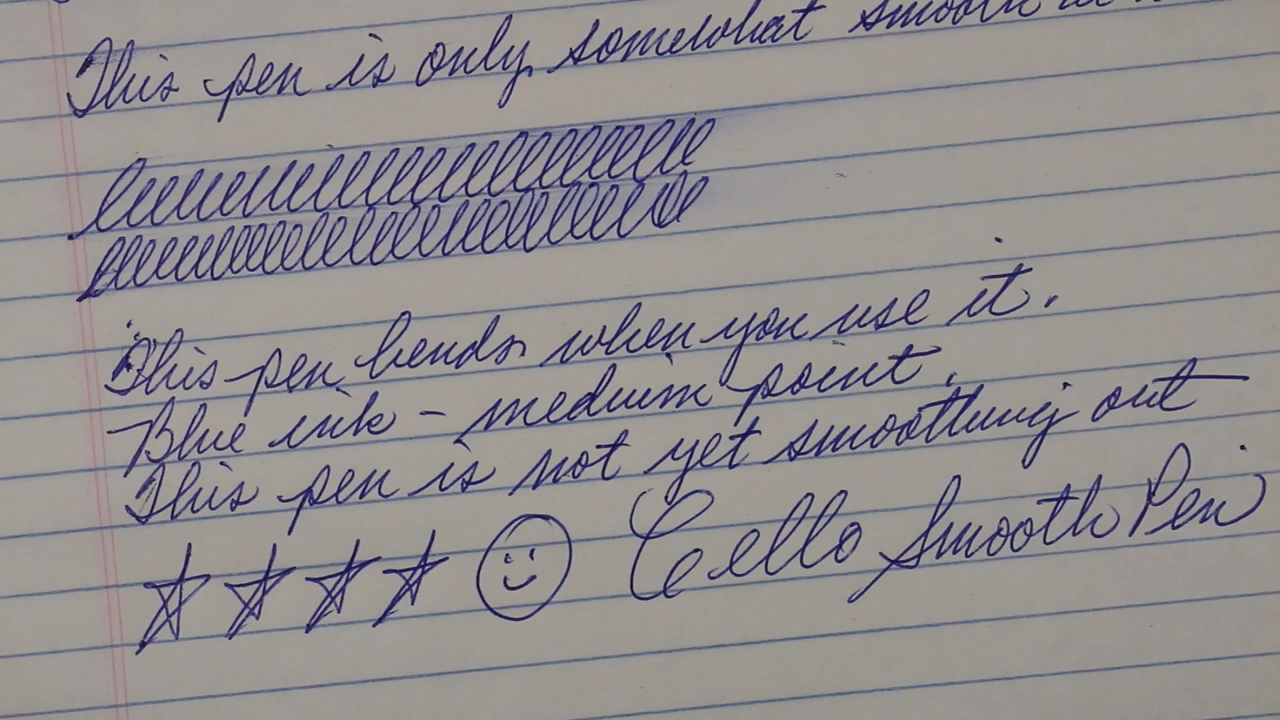 This pen is only somewhat smooth
This pen bends when you use it.
Blue ink - medium point.
This pen is not yet smoothing out
Cello Smooth Pen